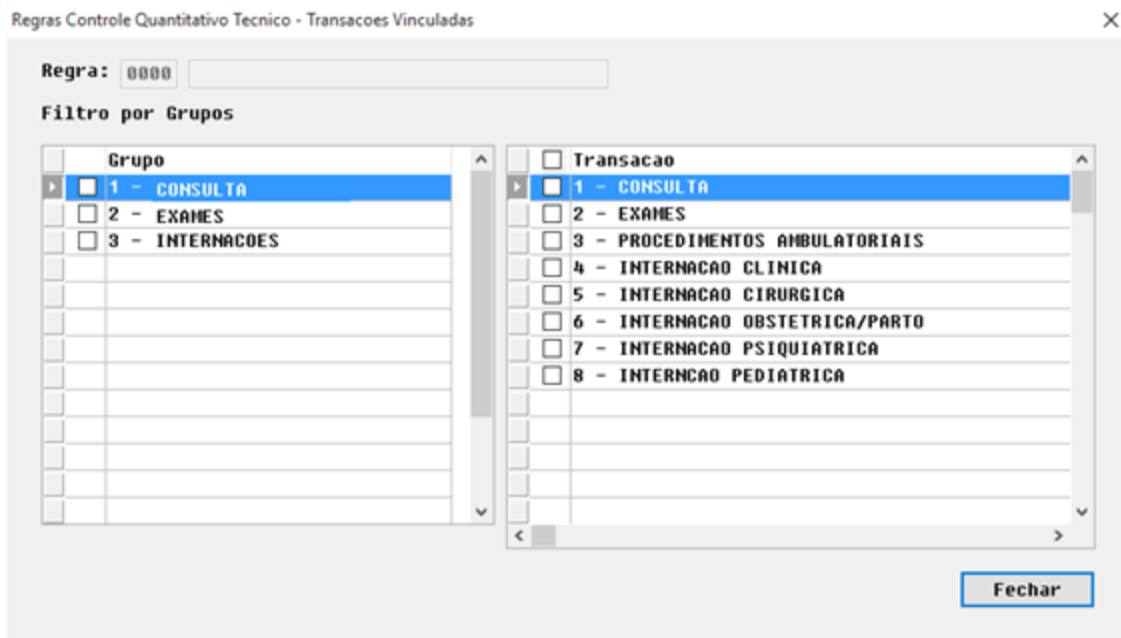 Regras Controle Quantitativo Tecnico - Transacoes Vinculadas
Regra: 0000
Filtro por Grupos
Grupo
1 - CONSULTA
2 - EXAMES
3 - INTERNACOES
Transacao
1 - CONSULTA
2 - EXAMES
3 - PROCEDIMENTOS AMBULATORIAIS
4 - INTERNACAO CLINICA
5 - INTERNACAO CIRURGICA
6 - INTERNACAO OBSTETRICA/PARTO
7 - INTERNACAO PSIQUIATRICA
8 - INTERNCAO PEDIATRICA
Fechar